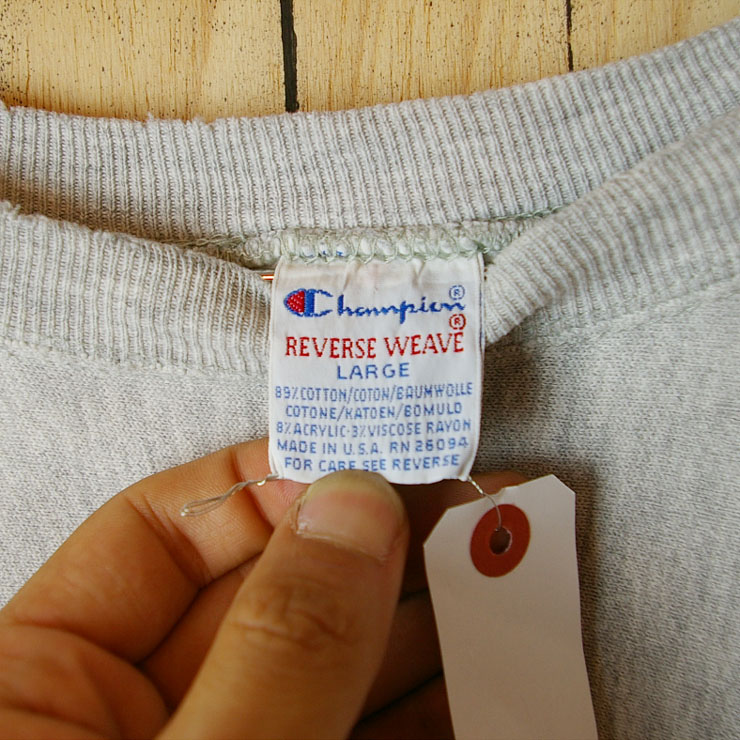 Champion®
REVERSE WEAVE®
LARGE
89% COTTON/COTON/BAUMWOLLE
COTONE/KATOEN/BOMULD
8% ACRYLIC·3% VISCOSE RAYON
MADE IN U.S.A. RN 26094
FOR CARE SEE REVERSE